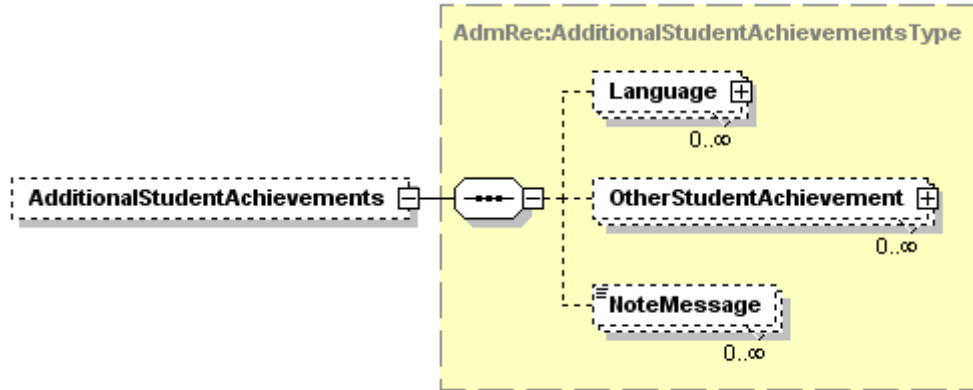 AdmRec:AdditionalStudentAchievementsType
Language
0..∞
AdditionalStudentAchievements
OtherStudentAchievement
0..∞
NoteMessage
0..∞